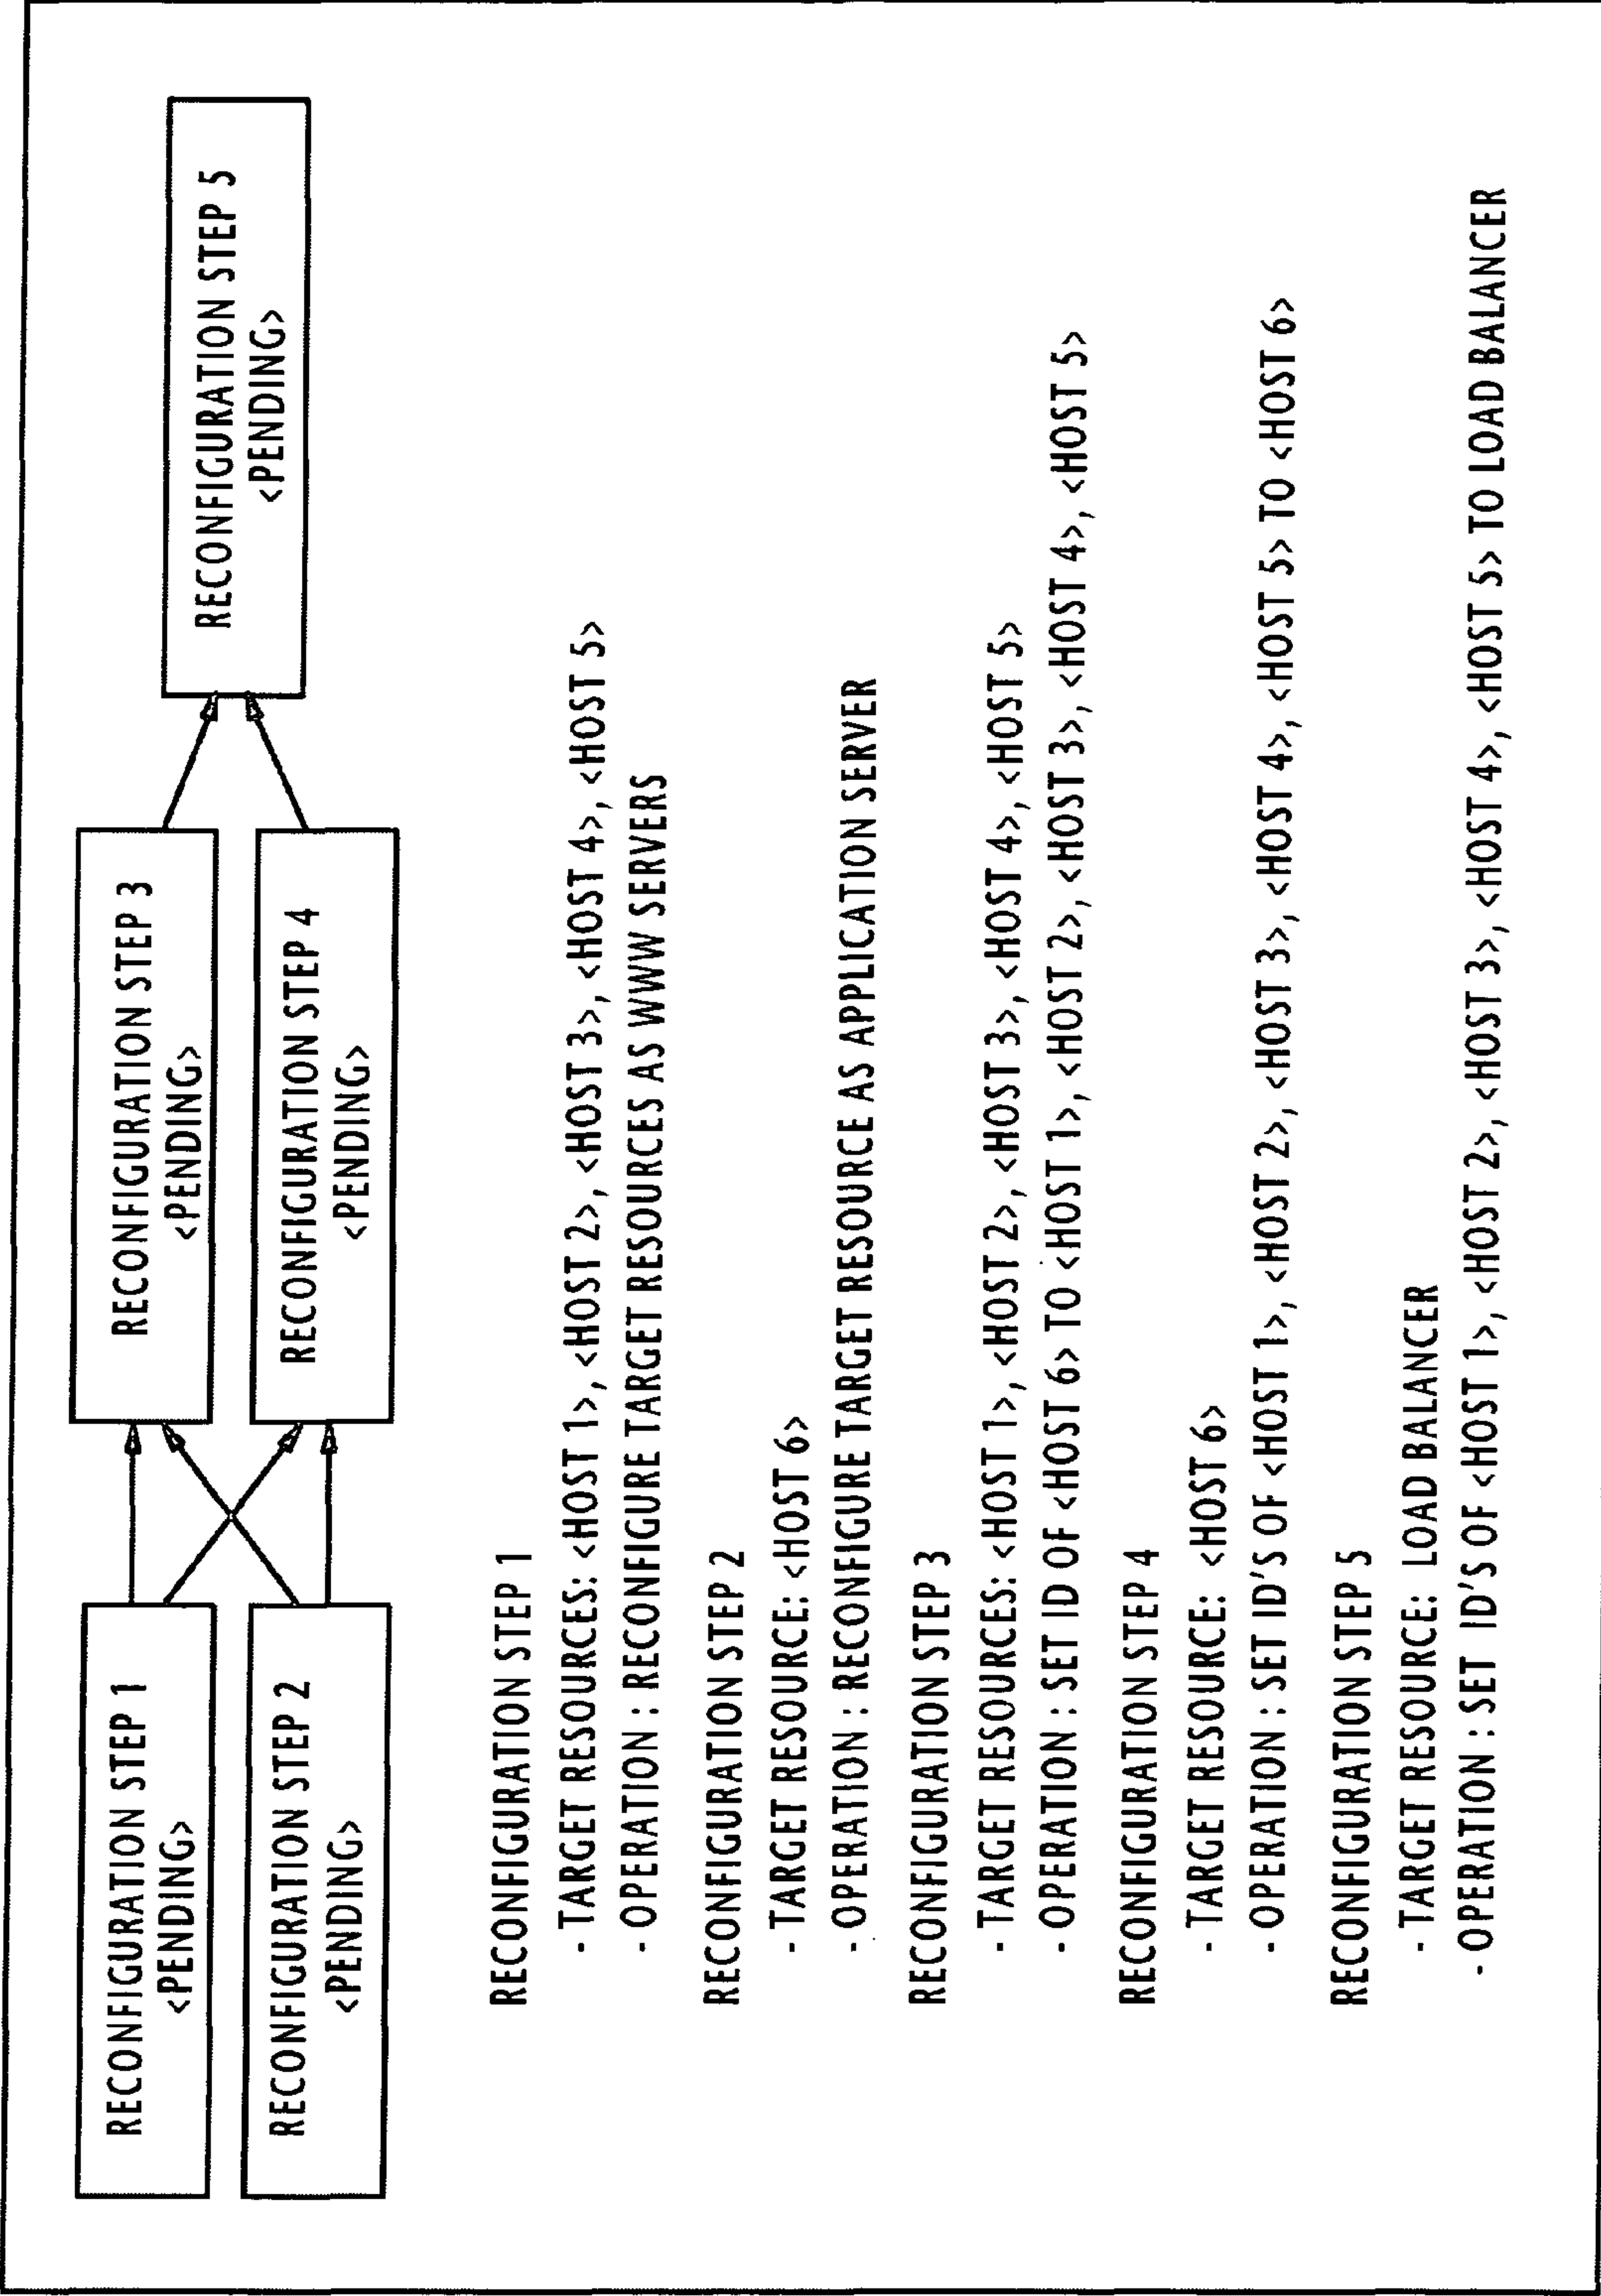 RECONFIGURATION STEP 1
<PENDING>
RECONFIGURATION STEP 2
<PENDING>
RECONFIGURATION STEP 3
<PENDING>
RECONFIGURATION STEP 4
<PENDING>
RECONFIGURATION STEP 5
<PENDING>
RECONFIGURATION STEP 1
- TARGET RESOURCES: <HOST 1>, <HOST 2>, <HOST 3>, <HOST 4>, <HOST 5>
- OPERATION : RECONFIGURE TARGET RESOURCES AS WWW SERVERS
RECONFIGURATION STEP 2
- TARGET RESOURCE: <HOST 6>
- OPERATION : RECONFIGURE TARGET RESOURCE AS APPLICATION SERVER
RECONFIGURATION STEP 3
- TARGET RESOURCES: <HOST 1>, <HOST 2>, <HOST 3>, <HOST 4>, <HOST 5>
- OPERATION : SET ID OF <HOST 6> TO <HOST 1>, <HOST 2>, <HOST 3>, <HOST 4>, <HOST 5>
RECONFIGURATION STEP 4
- TARGET RESOURCE: <HOST 6>
- OPERATION : SET ID'S OF <HOST 1>, <HOST 2>, <HOST 3>, <HOST 4>, <HOST 5> TO <HOST 6>
RECONFIGURATION STEP 5
- TARGET RESOURCE: LOAD BALANCER
- OPERATION : SET ID'S OF <HOST 1>, <HOST 2>, <HOST 3>, <HOST 4>, <HOST 5> TO LOAD BALANCER